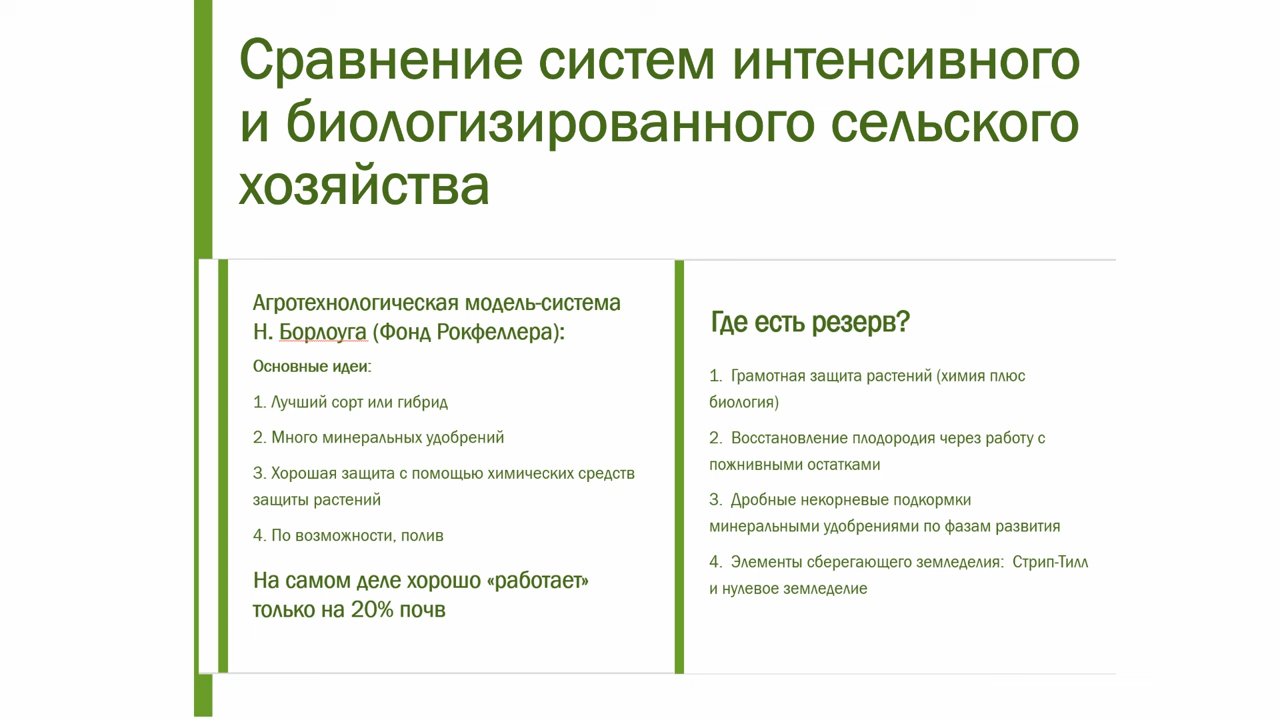 Сравнение систем интенсивного
и биологизированного сельского
хозяйства
Агротехнологическая модель-система
Н. Борлоуга (Фонд Рокфеллера):
Основные идеи:
1. Лучший сорт или гибрид
2. Много минеральных удобрений
3. Хорошая защита с помощью химических средств
защиты растений
4. По возможности, полив
На самом деле хорошо «работает»
только на 20% почв
Где есть резерв?
1. Грамотная защита растений (химия плюс
биология)
2. Восстановление плодородия через работу с
пожнивными остатками
3. Дробные некорневые подкормки
минеральными удобрениями по фазам развития
4. Элементы сберегающего земледелия: Стрип-Тилл
и нулевое земледелие